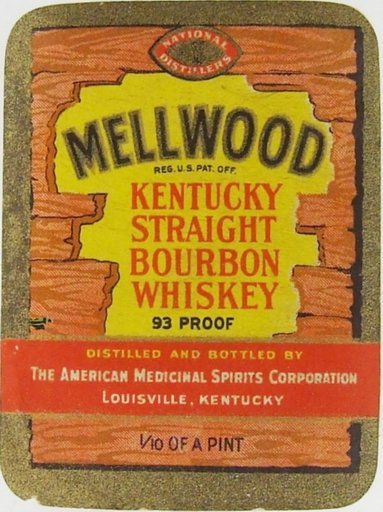 NATIONAL
DISTILLERS
MELLWOOD
REG. U.S. PAT. OFF.
KENTUCKY
STRAIGHT
BOURBON
WHISKEY
93 PROOF
DISTILLED AND BOTTLED BY
THE AMERICAN MEDICINAL SPIRITS CORPORATION
LOUISVILLE, KENTUCKY
1/10 OF A PINT